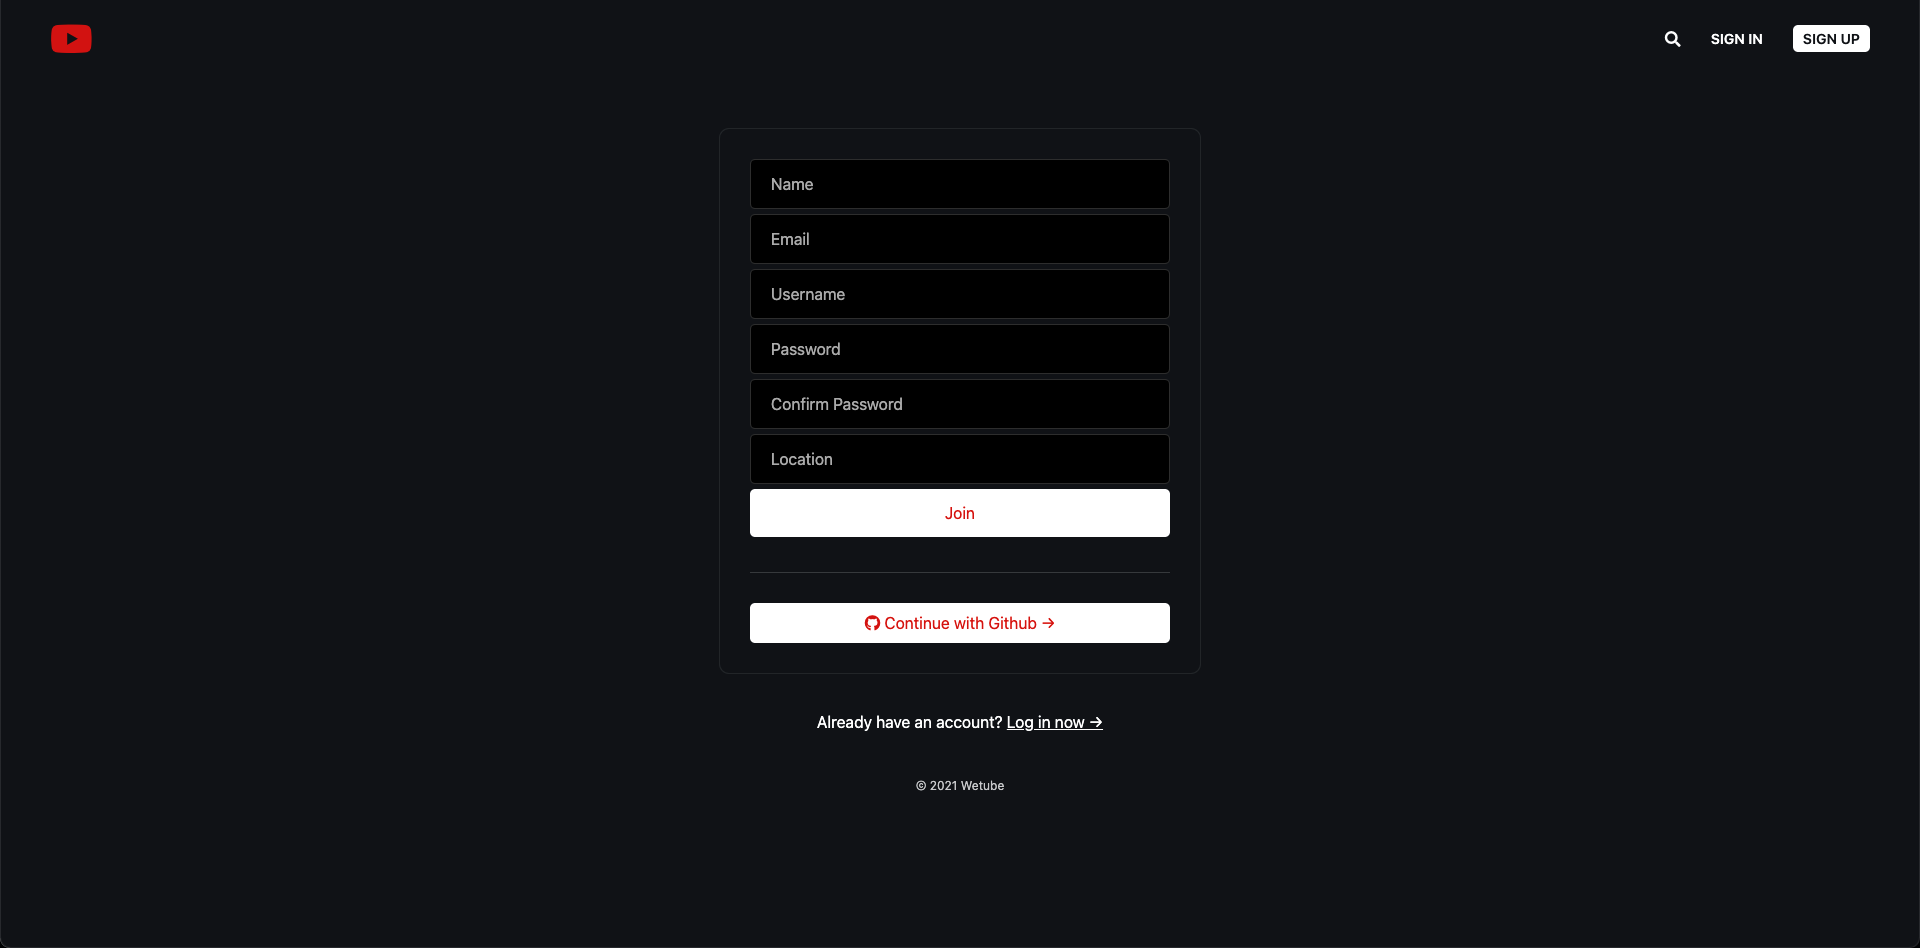 SIGN IN
SIGN UP
Name
Email
Username
Password
Confirm Password
Location
Join
Continue with Github →
Already have an account? Log in now →
© 2021 Wetube